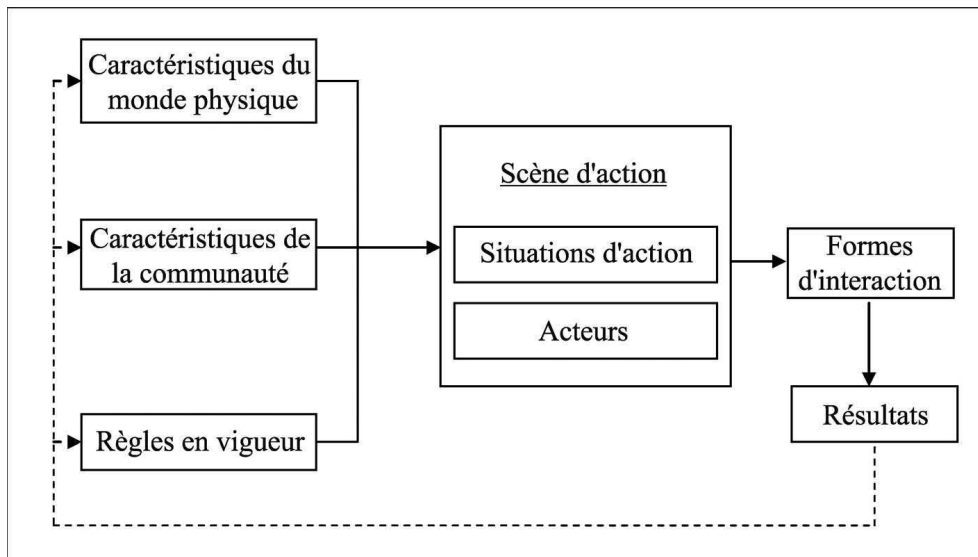 Caractéristiques du
monde physique
Caractéristiques de
la communauté
Règles en vigueur
Scène d'action
Situations d'action
Acteurs
Formes
d'interaction
Résultats